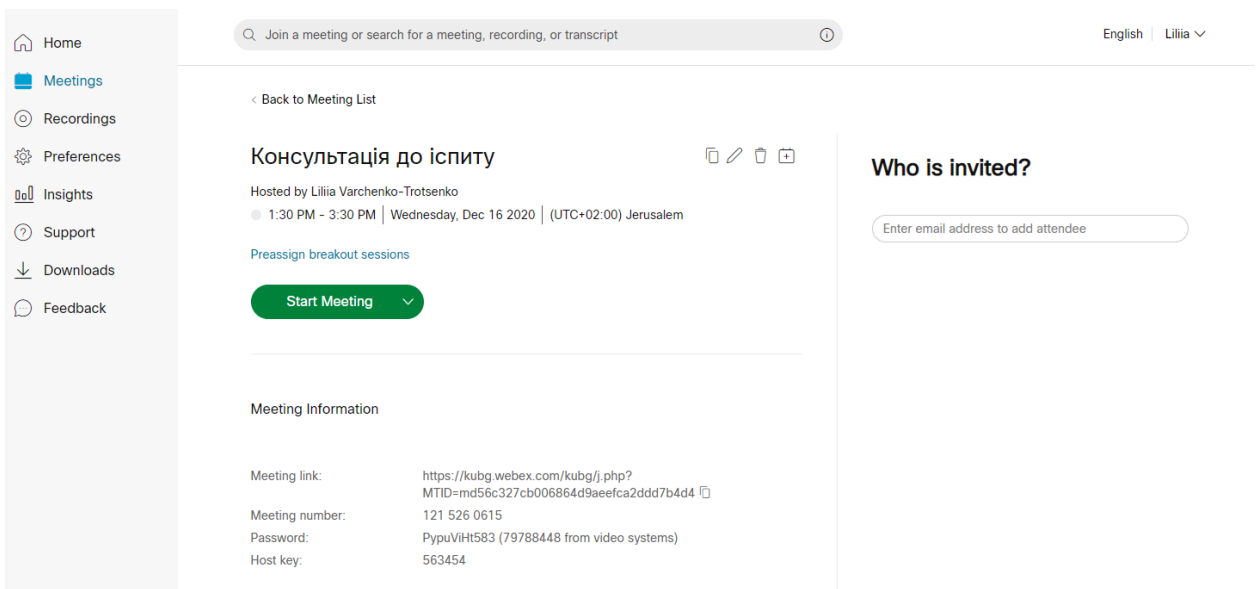 Home
Meetings
Recordings
Preferences
Insights
Support
Downloads
Feedback
Join a meeting or search for a meeting, recording, or transcript
English | Liliia
< Back to Meeting List
Консультація до іспиту
Hosted by Liliia Varchenko-Trotsenko
1:30 PM - 3:30 PM | Wednesday, Dec 16 2020 | (UTC+02:00) Jerusalem
Preassign breakout sessions
Start Meeting
Meeting Information
Meeting link: https://kubg.webex.com/kubg/j.php?
MTID=md56c327cb006864d9aeefca2ddd7b4d4
Meeting number: 121 526 0615
Password: PypuViHt583 (79788448 from video systems)
Host key: 563454
Who is invited?
Enter email address to add attendee